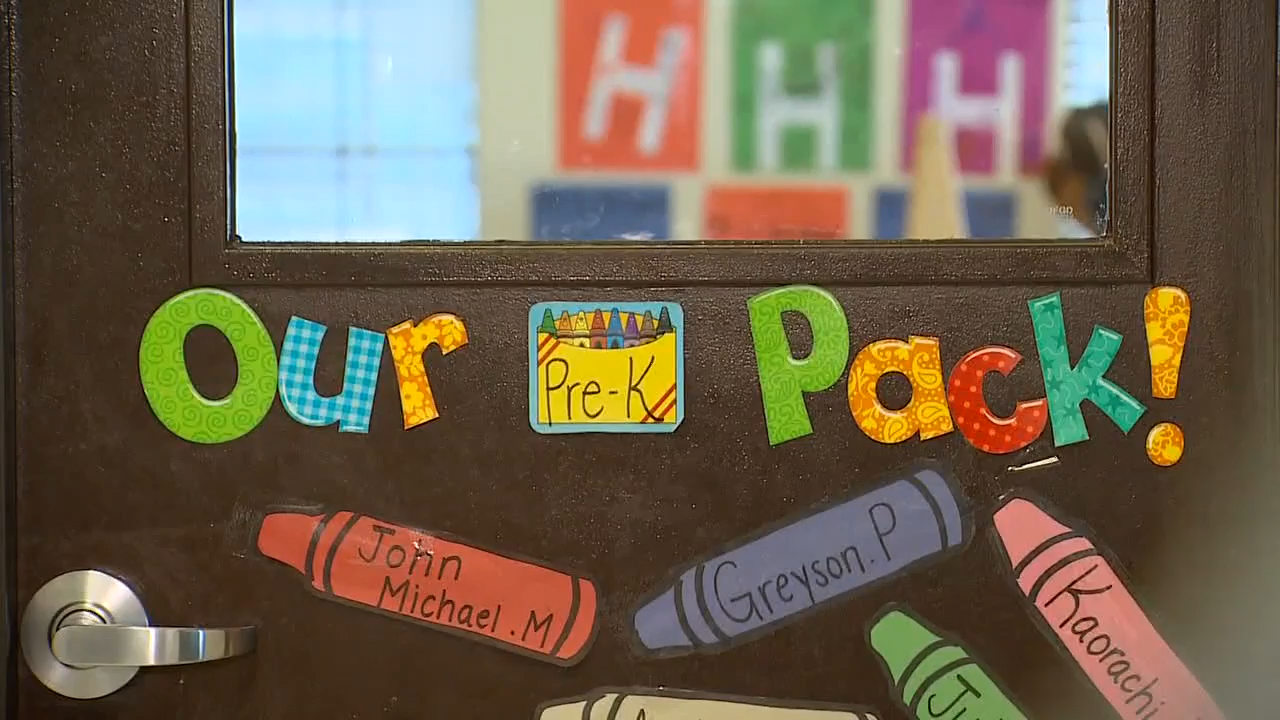 H H H
Our Pre-K Pack!
John
Michael.M
Greyson.P
Kaorachi